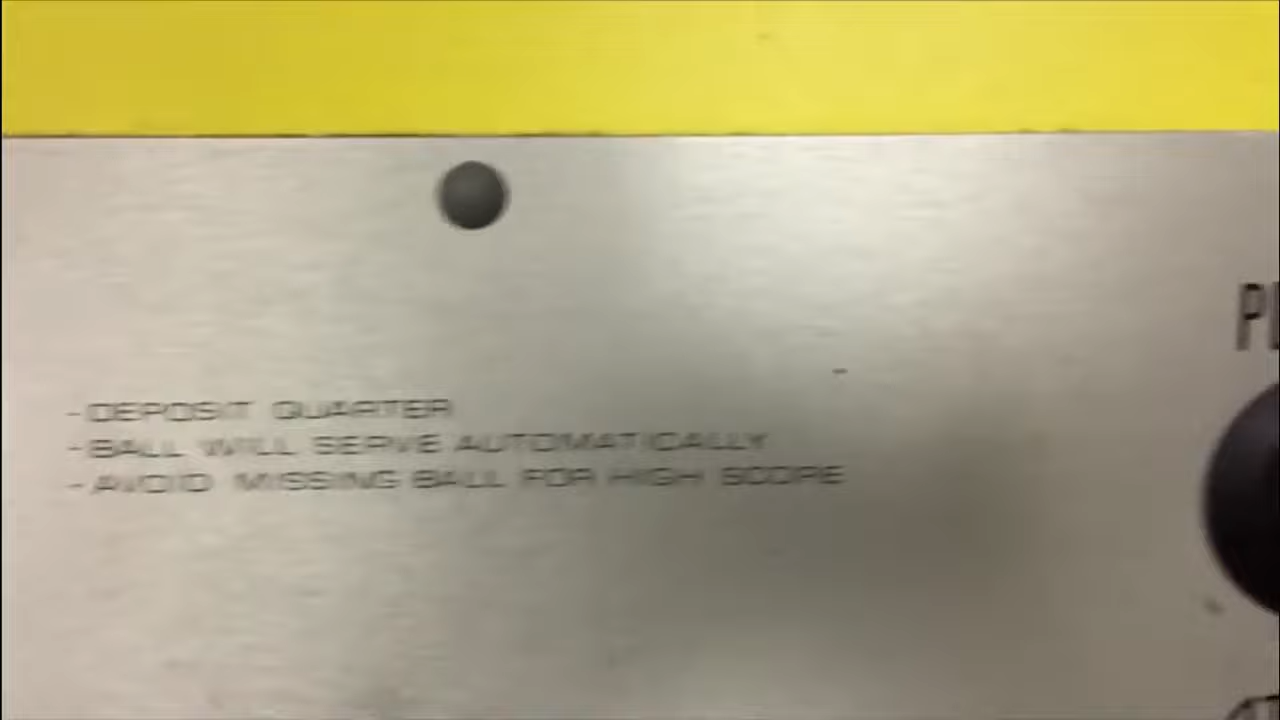 - DEPOSIT QUARTER
- BALL WILL SERVE AUTOMATICALLY
- AVOID MISSING BALL FOR HIGH SCORE